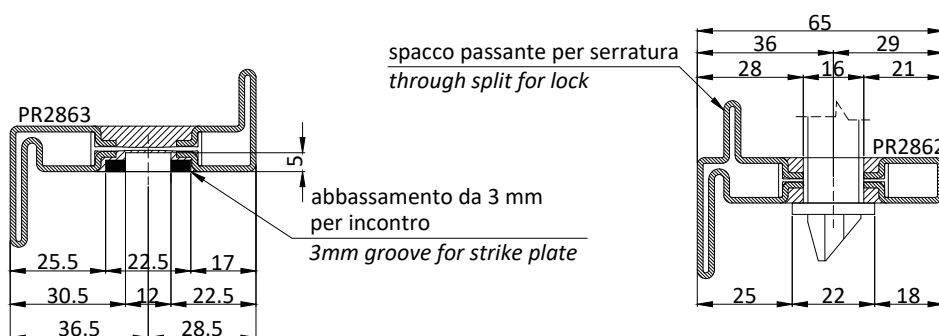 PR2863
5
abbassamento da 3 mm
per incontro
3mm groove for strike plate
25.5 22.5 17
30.5 12 22.5
36.5 28.5
spacco passante per serratura
through split for lock
65
36 29
28 16 21
PR2862
25 22 18